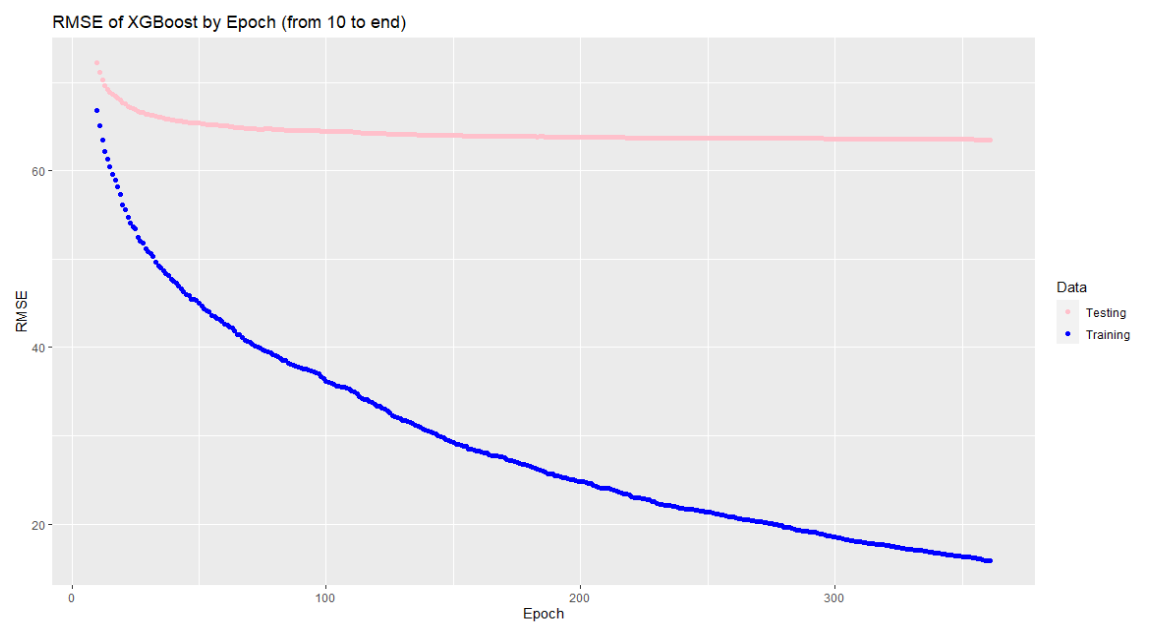 RMSE of XGBoost by Epoch (from 10 to end)
60
40
20
RMSE
0
100
200
300
Epoch
Data
Testing
Training